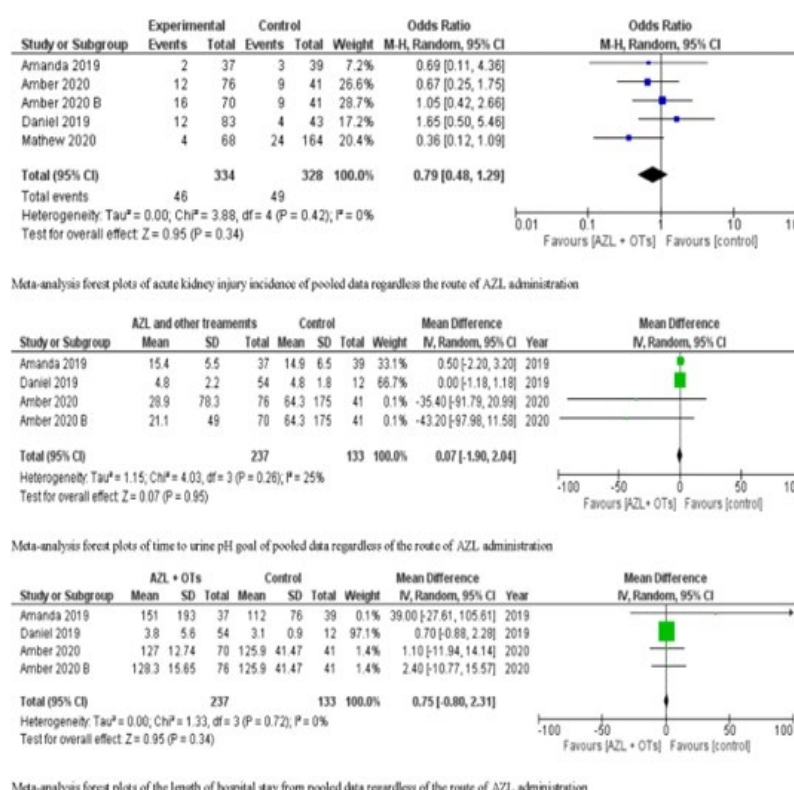 Experimental Control Odds Ratio Odds Ratio
Study or Subgroup Events Total Events Total Weight M-H, Random, 95% CI M-H, Random, 95% CI
Amanda 2019 2 37 3 39 7.2% 0.69 [0.11, 4.36]
Amber 2020 12 76 9 41 26.6% 0.67 [0.25, 1.75]
Amber 2020 B 16 70 9 41 28.7% 1.05 [0.42, 2.66]
Daniel 2019 12 83 4 43 17.2% 1.65 [0.50, 5.46]
Mathew 2020 4 68 24 164 20.4% 0.36 [0.12, 1.09]
Total (95% CI) 334 328 100.0% 0.79 [0.48, 1.29]
Total events 46 49
Heterogeneity: Tau² = 0.00; Chi² = 3.88, df = 4 (P = 0.42); I² = 0%
Test for overall effect: Z = 0.95 (P = 0.34)
0.01 0.1 1 10 100
Favours [AZL + OTs] Favours [control]
Meta-analysis forest plots of acute kidney injury incidence of pooled data regardless the route of AZL administration
AZL and other treamemts Control Mean Difference Mean Difference
Study or Subgroup Mean SD Total Mean SD Total Weight IV, Random, 95% CI Year IV, Random, 95% CI
Amanda 2019 15.4 5.5 37 14.9 6.5 39 33.1% 0.50 [-2.20, 3.20] 2019
Daniel 2019 4.8 2.2 54 4.8 1.8 12 66.7% 0.00 [-1.18, 1.18] 2019
Amber 2020 28.9 78.3 76 64.3 175 41 0.1% -35.40 [-91.79, 20.99] 2020
Amber 2020 B 21.1 49 70 64.3 175 41 0.1% -43.20 [-97.98, 11.58] 2020
Total (95% CI) 237 133 100.0% 0.07 [-1.90, 2.04]
Heterogeneity: Tau² = 1.15; Chi² = 4.03, df = 3 (P = 0.26); I² = 25%
Test for overall effect: Z = 0.07 (P = 0.95)
-100 -50 0 50 100
Favours [AZL+ OTs] Favours [control]
Meta-analysis forest plots of time to urine pH goal of pooled data regardless of the route of AZL administration
AZL + OTs Control Mean Difference Mean Difference
Study or Subgroup Mean SD Total Mean SD Total Weight IV, Random, 95% CI Year IV, Random, 95% CI
Amanda 2019 151 193 37 112 76 39 0.1% 39.00 [-27.61, 105.61] 2019
Daniel 2019 3.8 5.6 54 3.1 0.9 12 97.1% 0.70 [-0.88, 2.28] 2019
Amber 2020 127 12.74 70 125.9 41.47 41 1.4% 1.10 [-11.94, 14.14] 2020
Amber 2020 B 128.3 15.65 76 125.9 41.47 41 1.4% 2.40 [-10.77, 15.57] 2020
Total (95% CI) 237 133 100.0% 0.75 [-0.80, 2.31]
Heterogeneity: Tau² = 0.00; Chi² = 1.33, df = 3 (P = 0.72); I² = 0%
Test for overall effect: Z = 0.95 (P = 0.34)
-100 -50 0 50 100
Favours [AZL + OTs] Favours [control]
Meta-analysis forest plots of the length of hospital stay from pooled data regardless of the route of AZL administration